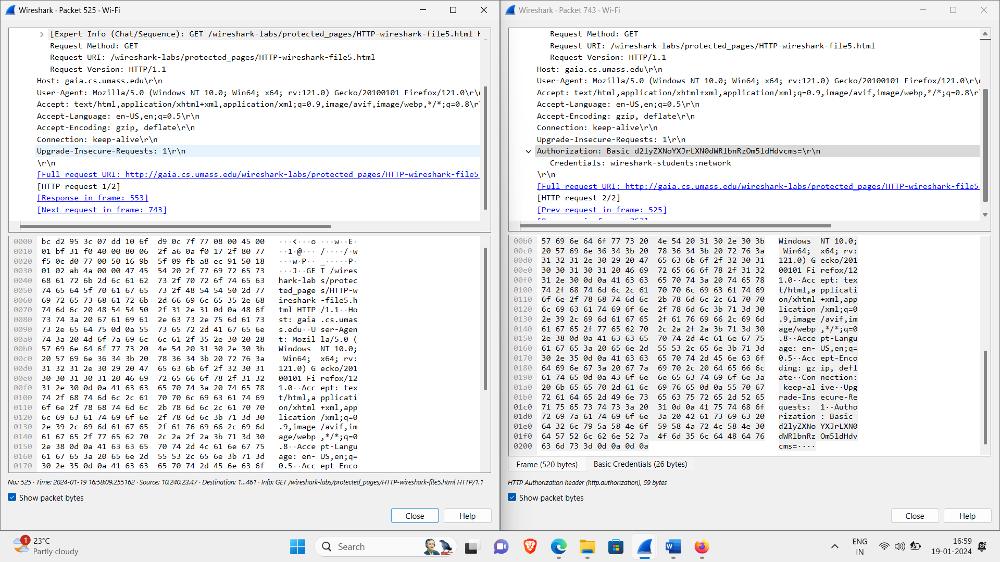 Wireshark · Packet 525 · Wi-Fi
[Expert Info (Chat/Sequence): GET /wireshark-labs/protected_pages/HTTP-wireshark-file5.html H
Request Method: GET
Request URI: /wireshark-labs/protected_pages/HTTP-wireshark-file5.html
Request Version: HTTP/1.1
Host: gaia.cs.umass.edu\r\n
User-Agent: Mozilla/5.0 (Windows NT 10.0; Win64; x64; rv:121.0) Gecko/20100101 Firefox/121.0\r\n
Accept: text/html,application/xhtml+xml,application/xml;q=0.9,image/avif,image/webp,*/*;q=0.8\r
Accept-Language: en-US,en;q=0.5\r\n
Accept-Encoding: gzip, deflate\r\n
Connection: keep-alive\r\n
Upgrade-Insecure-Requests: 1\r\n
\r\n
[Full request URI: http://gaia.cs.umass.edu/wireshark-labs/protected_pages/HTTP-wireshark-file5
[HTTP request 1/2]
[Response in frame: 553]
[Next request in frame: 743]
0000 bc d2 95 3c 07 dd 10 6f d9 0c 7f 77 08 00 45 00 ···<···o ···w··E·
0010 01 bf 31 f0 40 00 80 06 2f a6 0a f0 17 2f 80 77 ··1·@··· /····/·w
0020 f5 0c d0 77 00 50 16 9b 5f 09 fb a8 ec 91 50 18 ···w·P·· _·····P·
0030 01 02 ab 4a 00 00 47 45 54 20 2f 77 69 72 65 73 ···J··GE T /wires
0040 68 61 72 6b 2d 6c 61 62 73 2f 70 72 6f 74 65 63 hark-lab s/protec
0050 74 65 64 5f 70 61 67 65 73 2f 48 54 54 50 2d 77 ted_page s/HTTP-w
0060 69 72 65 73 68 61 72 6b 2d 66 69 6c 65 35 2e 68 ireshark -file5.h
0070 74 6d 6c 20 48 54 54 50 2f 31 2e 31 0d 0a 48 6f tml HTTP /1.1··Ho
0080 73 74 3a 20 67 61 69 61 2e 63 73 2e 75 6d 61 73 st: gaia .cs.umas
0090 73 2e 65 64 75 0d 0a 55 73 65 72 2d 41 67 65 6e s.edu··U ser-Agen
00a0 74 3a 20 4d 6f 7a 69 6c 6c 61 2f 35 2e 30 20 28 t: Mozil la/5.0 (
00b0 57 69 6e 64 6f 77 73 20 4e 54 20 31 30 2e 30 3b Windows NT 10.0;
00c0 20 57 69 6e 36 34 3b 20 78 36 34 3b 20 72 76 3a Win64; x64; rv:
00d0 31 32 31 2e 30 29 20 47 65 63 6b 6f 2f 32 30 31 121.0) G ecko/201
00e0 30 30 31 30 31 20 46 69 72 65 66 6f 78 2f 31 32 00101 Fi refox/12
00f0 31 2e 30 0d 0a 41 63 63 65 70 74 3a 20 74 65 78 1.0··Acc ept: tex
0100 74 2f 68 74 6d 6c 2c 61 70 70 6c 69 63 61 74 69 t/html,a pplicati
0110 6f 6e 2f 78 68 74 6d 6c 2b 78 6d 6c 2c 61 70 70 on/xhtml +xml,app
0120 6c 69 63 61 74 69 6f 6e 2f 78 6d 6c 3b 71 3d 30 lication /xml;q=0
0130 2e 39 2c 69 6d 61 67 65 2f 61 76 69 66 2c 69 6d .9,image /avif,im
0140 61 67 65 2f 77 65 62 70 2c 2a 2f 2a 3b 71 3d 30 age/webp ,*/*;q=0
0150 2e 38 0d 0a 41 63 63 65 70 74 2d 4c 61 6e 67 75 .8··Acce pt-Langu
0160 61 67 65 3a 20 65 6e 2d 55 53 2c 65 6e 3b 71 3d age: en- US,en;q=
0170 30 2e 35 0d 0a 41 63 63 65 70 74 2d 45 6e 63 6f 0.5··Acc ept-Enco
No.: 525 · Time: 2024-01-19 16:58:09.255162 · Source: 10.240.23.47 · Destination: 1...461 · Info: GET /wireshark-labs/protected_pages/HTTP-wireshark-file5.html HTTP/1.1
Show packet bytes
Close
Help
Wireshark · Packet 743 · Wi-Fi
Request Method: GET
Request URI: /wireshark-labs/protected_pages/HTTP-wireshark-file5.html
Request Version: HTTP/1.1
Host: gaia.cs.umass.edu\r\n
User-Agent: Mozilla/5.0 (Windows NT 10.0; Win64; x64; rv:121.0) Gecko/20100101 Firefox/121.0\r\n
Accept: text/html,application/xhtml+xml,application/xml;q=0.9,image/avif,image/webp,*/*;q=0.8\r
Accept-Language: en-US,en;q=0.5\r\n
Accept-Encoding: gzip, deflate\r\n
Connection: keep-alive\r\n
Upgrade-Insecure-Requests: 1\r\n
Authorization: Basic d2lyZXNoYXJrLXN0dWRlbnRzOm5ldHdvcms=\r\n
Credentials: wireshark-students:network
\r\n
[Full request URI: http://gaia.cs.umass.edu/wireshark-labs/protected_pages/HTTP-wireshark-file5
[HTTP request 2/2]
[Prev request in frame: 525]
00b0 57 69 6e 64 6f 77 73 20 4e 54 20 31 30 2e 30 3b Windows NT 10.0;
00c0 20 57 69 6e 36 34 3b 20 78 36 34 3b 20 72 76 3a Win64; x64; rv:
00d0 31 32 31 2e 30 29 20 47 65 63 6b 6f 2f 32 30 31 121.0) G ecko/201
00e0 30 30 31 30 31 20 46 69 72 65 66 6f 78 2f 31 32 00101 Fi refox/12
00f0 31 2e 30 0d 0a 41 63 63 65 70 74 3a 20 74 65 78 1.0··Acc ept: tex
0100 74 2f 68 74 6d 6c 2c 61 70 70 6c 69 63 61 74 69 t/html,a pplicati
0110 6f 6e 2f 78 68 74 6d 6c 2b 78 6d 6c 2c 61 70 70 on/xhtml +xml,app
0120 6c 69 63 61 74 69 6f 6e 2f 78 6d 6c 3b 71 3d 30 lication /xml;q=0
0130 2e 39 2c 69 6d 61 67 65 2f 61 76 69 66 2c 69 6d .9,image /avif,im
0140 61 67 65 2f 77 65 62 70 2c 2a 2f 2a 3b 71 3d 30 age/webp ,*/*;q=0
0150 2e 38 0d 0a 41 63 63 65 70 74 2d 4c 61 6e 67 75 .8··Acce pt-Langu
0160 61 67 65 3a 20 65 6e 2d 55 53 2c 65 6e 3b 71 3d age: en- US,en;q=
0170 30 2e 35 0d 0a 41 63 63 65 70 74 2d 45 6e 63 6f 0.5··Acc ept-Enco
0180 64 69 6e 67 3a 20 67 7a 69 70 2c 20 64 65 66 6c ding: gz ip, defl
0190 61 74 65 0d 0a 43 6f 6e 6e 65 63 74 69 6f 6e 3a ate··Con nection:
01a0 20 6b 65 65 70 2d 61 6c 69 76 65 0d 0a 55 70 67 keep-al ive··Upg
01b0 72 61 64 65 2d 49 6e 73 65 63 75 72 65 2d 52 65 rade-Ins ecure-Re
01c0 71 75 65 73 74 73 3a 20 31 0d 0a 41 75 74 68 6f quests: 1··Autho
01d0 72 69 7a 61 74 69 6f 6e 3a 20 42 61 73 69 63 20 rization : Basic
01e0 64 32 6c 79 5a 58 4e 6f 59 58 4a 72 4c 58 4e 30 d2lyZXNo YXJrLXN0
01f0 64 57 52 6c 62 6e 52 7a 4f 6d 35 6c 64 48 64 76 dWRlbnRz Om5ldHdv
0200 63 6d 73 3d 0d 0a 0d 0a cms=····
Frame (520 bytes)
Basic Credentials (26 bytes)
HTTP Authorization header (http.authorization), 59 bytes
Show packet bytes
Close
Help
1
23°C
Partly cloudy
Search
W
ENG
IN
16:59
19-01-2024